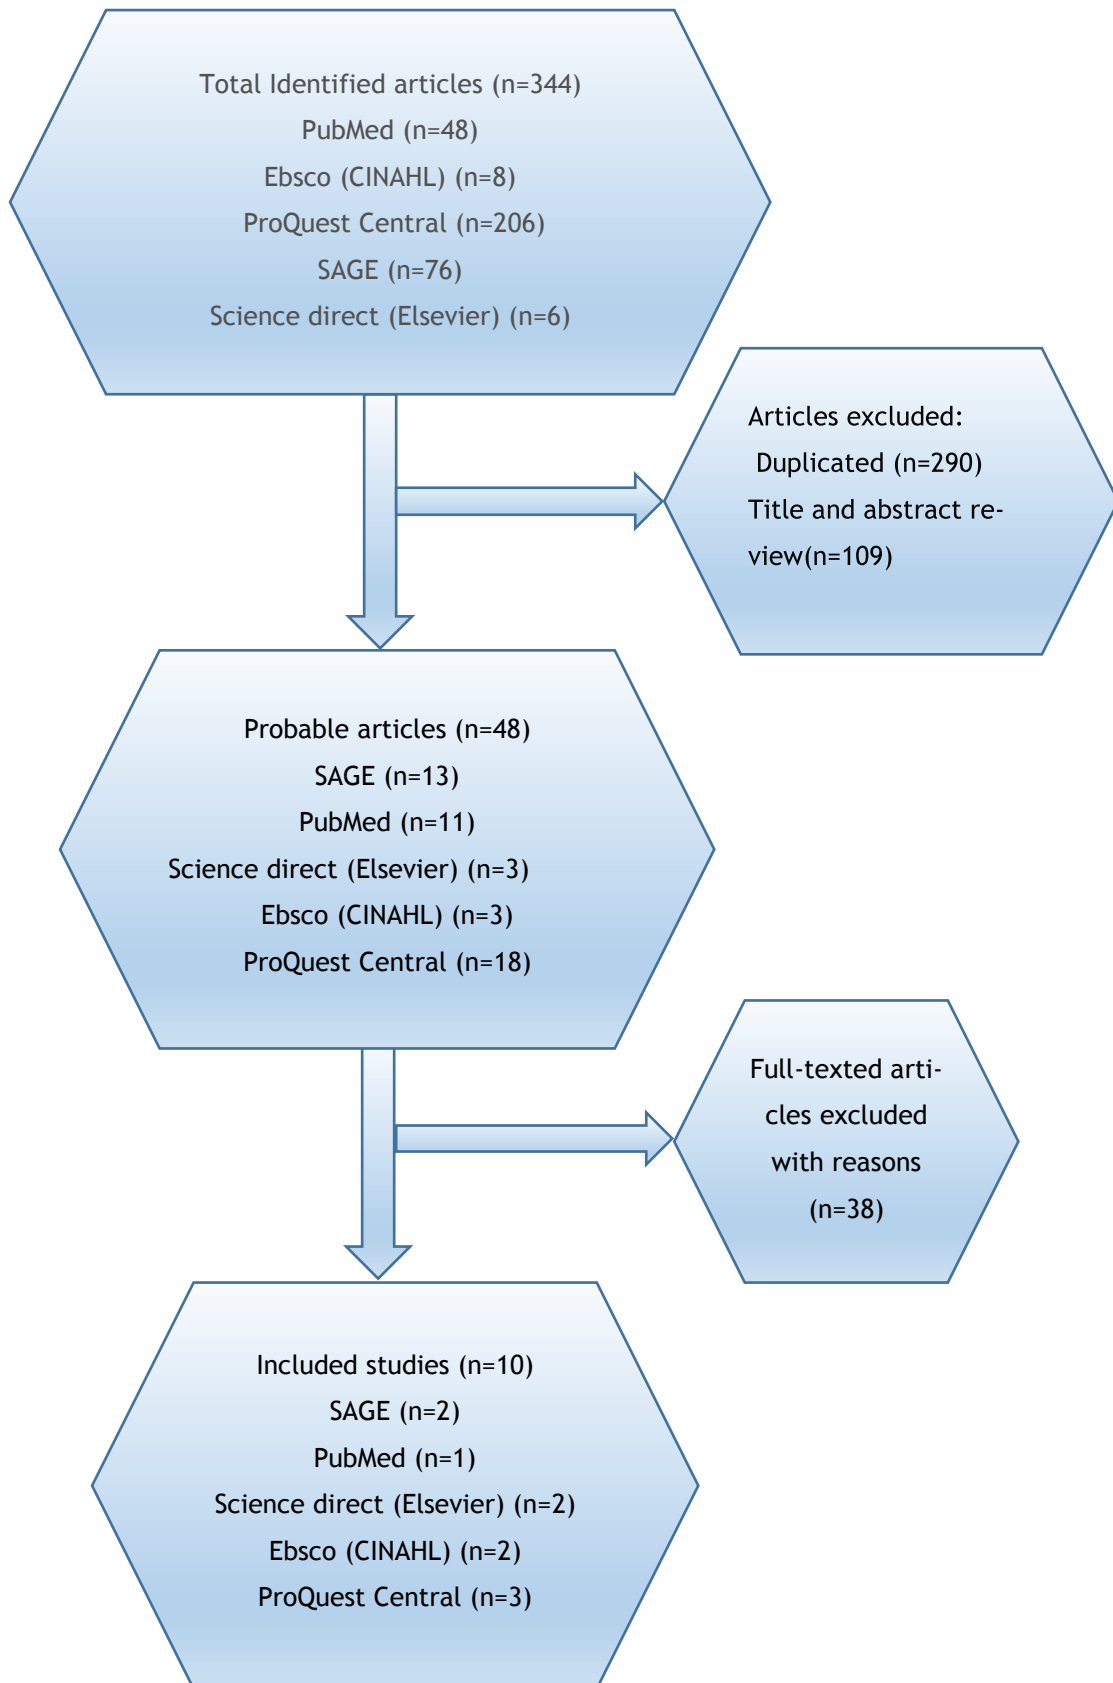 Total Identified articles (n=344)
PubMed (n=48)
Ebsco (CINAHL) (n=8)
ProQuest Central (n=206)
SAGE (n=76)
Science direct (Elsevier) (n=6)
Articles excluded:
Duplicated (n=290)
Title and abstract re-
view(n=109)
Probable articles (n=48)
SAGE (n=13)
PubMed (n=11)
Science direct (Elsevier) (n=3)
Ebsco (CINAHL) (n=3)
ProQuest Central (n=18)
Full-texted arti-
cles excluded
with reasons
(n=38)
Included studies (n=10)
SAGE (n=2)
PubMed (n=1)
Science direct (Elsevier) (n=2)
Ebsco (CINAHL) (n=2)
ProQuest Central (n=3)